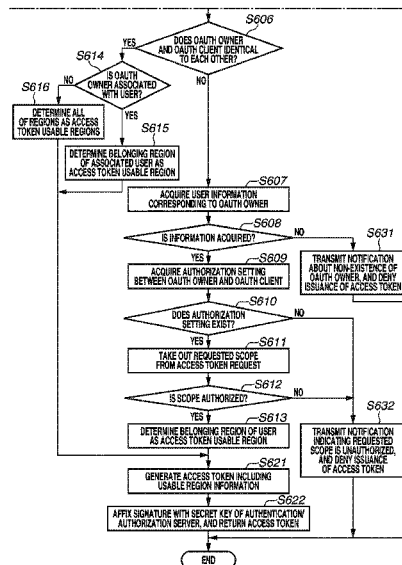 S606
DOES OAUTH OWNER
AND OAUTH CLIENT IDENTICAL
TO EACH OTHER?
YES
NO
S614
IS OAUTH
OWNER ASSOCIATED
WITH USER?
NO
YES
S616
DETERMINE ALL
OF REGIONS AS ACCESS
TOKEN USABLE REGIONS
S615
DETERMINE BELONGING REGION
OF ASSOCIATED USER AS
ACCESS TOKEN USABLE REGION
S607
ACQUIRE USER INFORMATION
CORRESPONDING TO OAUTH OWNER
S608
IS INFORMATION ACQUIRED?
NO
YES
S631
TRANSMIT NOTIFICATION
ABOUT NON-EXISTENCE OF
OAUTH OWNER, AND DENY
ISSUANCE OF ACCESS TOKEN
S609
ACQUIRE AUTHORIZATION SETTING
BETWEEN OAUTH OWNER AND OAUTH CLIENT
S610
DOES AUTHORIZATION
SETTING EXIST?
NO
YES
S611
TAKE OUT REQUESTED SCOPE
FROM ACCESS TOKEN REQUEST
S612
IS SCOPE AUTHORIZED?
NO
YES
S613
DETERMINE BELONGING REGION OF USER
AS ACCESS TOKEN USABLE REGION
S632
TRANSMIT NOTIFICATION
INDICATING REQUESTED
SCOPE IS UNAUTHORIZED,
AND DENY ISSUANCE
OF ACCESS TOKEN
S621
GENERATE ACCESS TOKEN INCLUDING
USABLE REGION INFORMATION
S622
AFFIX SIGNATURE WITH SECRET KEY OF AUTHENTICATION/
AUTHORIZATION SERVER, AND RETURN ACCESS TOKEN
END